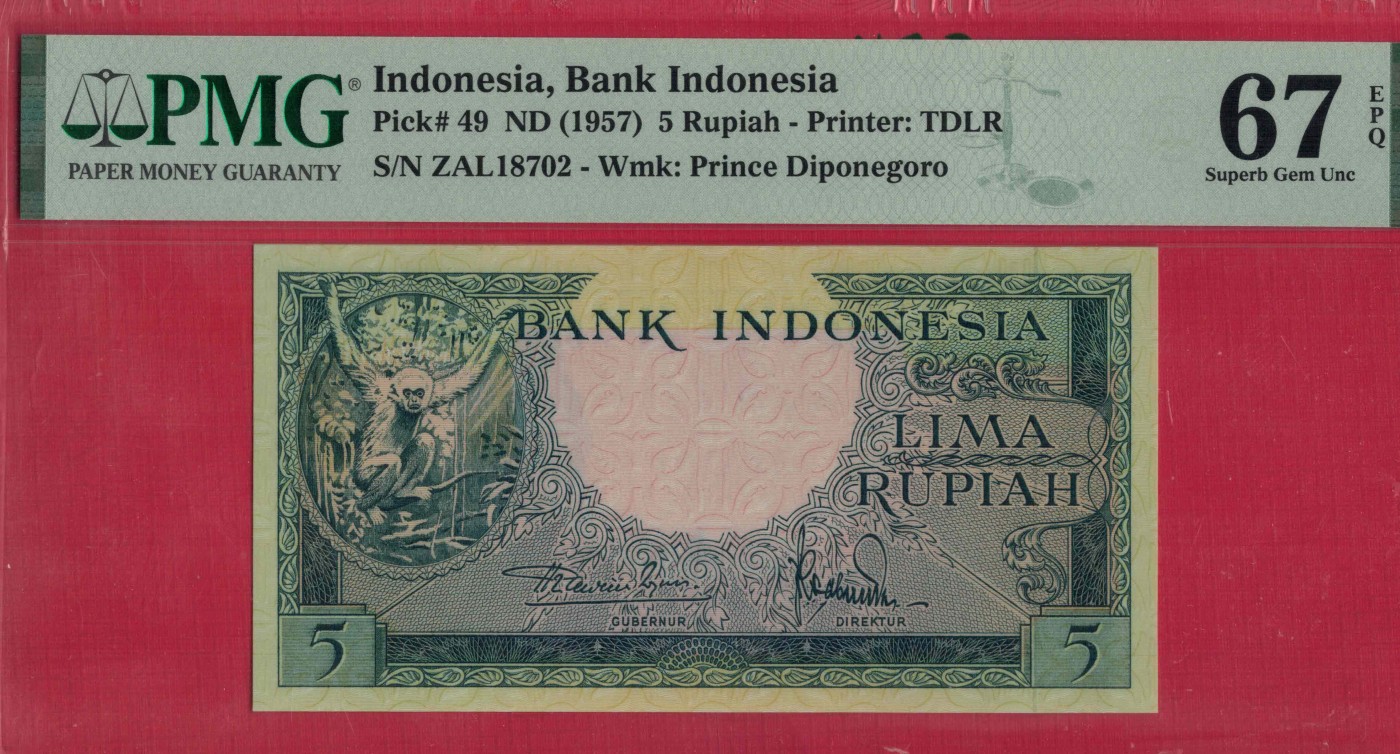 PMG®
PAPER MONEY GUARANTY
Indonesia, Bank Indonesia
Pick# 49 ND (1957) 5 Rupiah - Printer: TDLR
S/N ZAL18702 - Wmk: Prince Diponegoro
67
EPQ
Superb Gem Unc
BANK INDONESIA
LIMA
RUPIAH
GUBERNUR
DIREKTUR
5
5